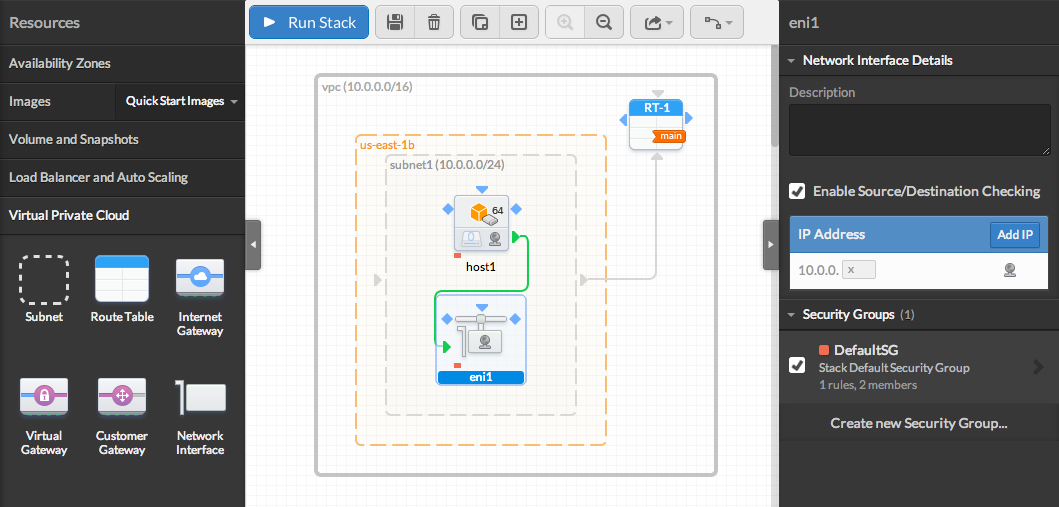 Resources
Availability Zones
Images
Quick Start Images
Volume and Snapshots
Load Balancer and Auto Scaling
Virtual Private Cloud
Subnet
Route Table
Internet
Gateway
Virtual
Gateway
Customer
Gateway
Network
Interface
Run Stack
vpc (10.0.0.0/16)
RT-1
main
us-east-1b
subnet1 (10.0.0.0/24)
64
host1
eni1
eni1
Network Interface Details
Description
Enable Source/Destination Checking
IP Address
Add IP
10.0.0. x
Security Groups (1)
DefaultSG
Stack Default Security Group
1 rules, 2 members
Create new Security Group...